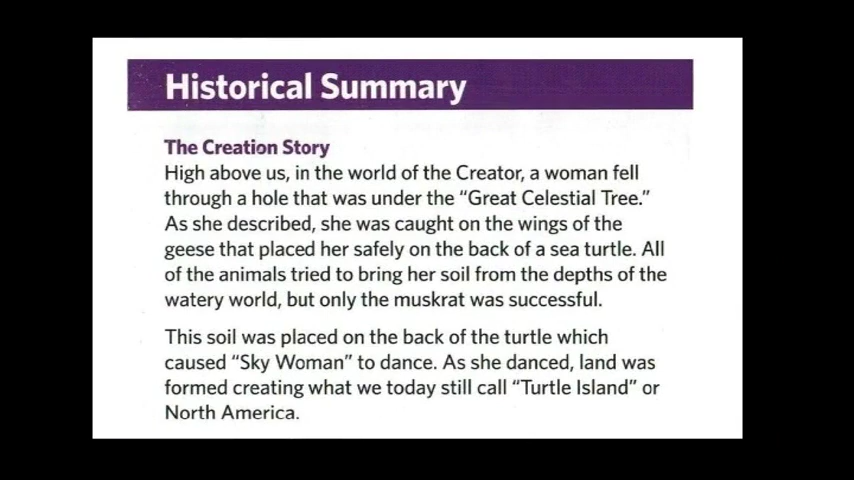 Historical Summary
The Creation Story
High above us, in the world of the Creator, a woman fell
through a hole that was under the “Great Celestial Tree.”
As she described, she was caught on the wings of the
geese that placed her safely on the back of a sea turtle. All
of the animals tried to bring her soil from the depths of the
watery world, but only the muskrat was successful.
This soil was placed on the back of the turtle which
caused “Sky Woman” to dance. As she danced, land was
formed creating what we today still call “Turtle Island” or
North America.